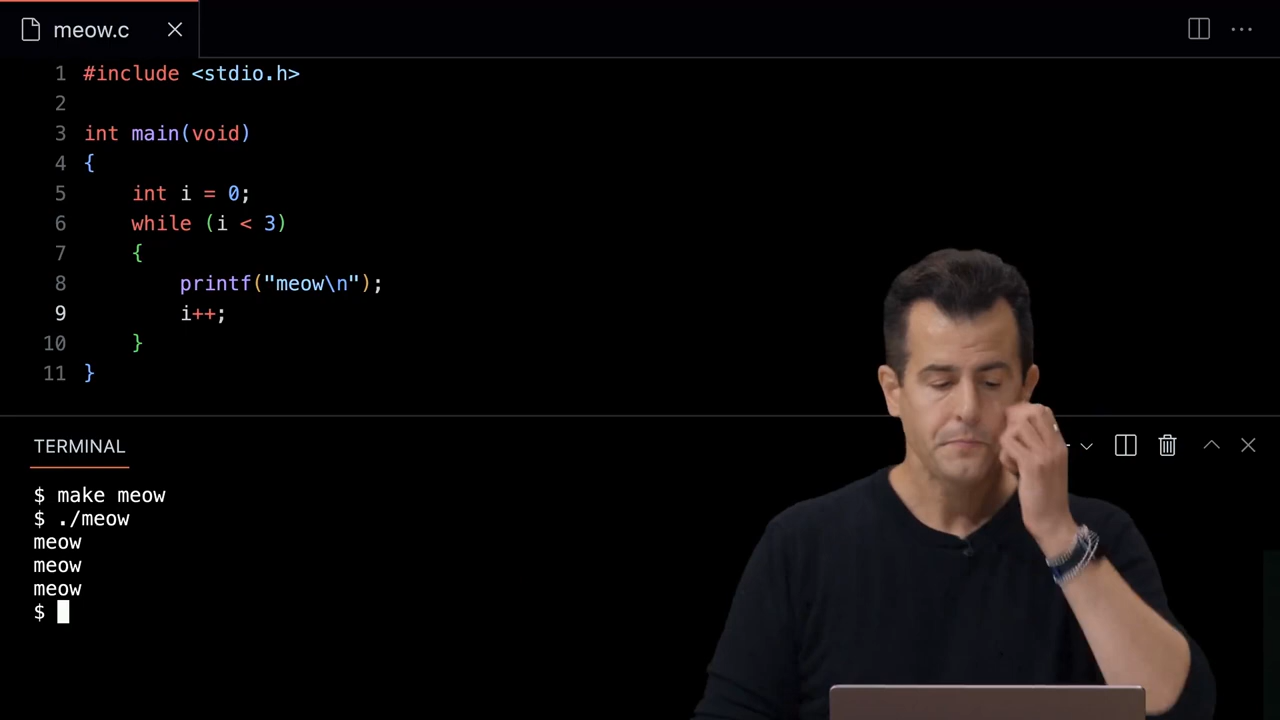 meow.c
1 #include <stdio.h>
2
3 int main(void)
4 {
5     int i = 0;
6     while (i < 3)
7     {
8         printf("meow\n");
9         i++;
10     }
11 }
TERMINAL
$ make meow
$ ./meow
meow
meow
meow
$